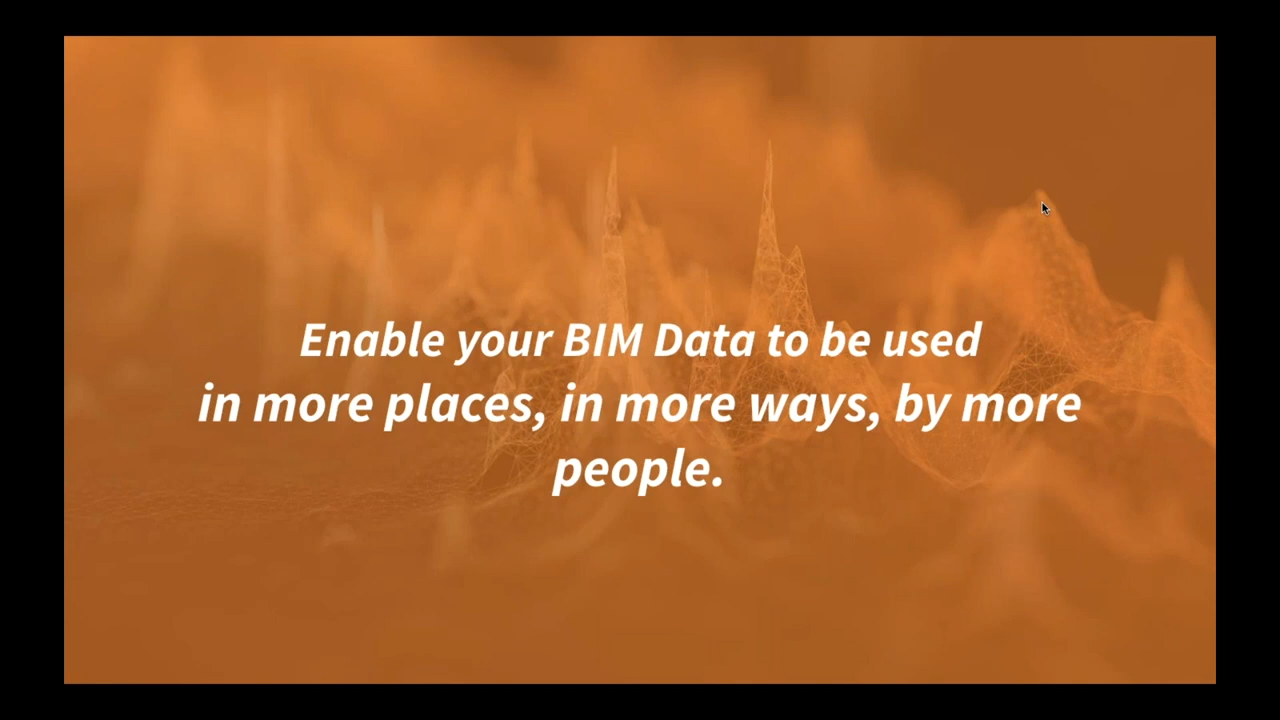 Enable your BIM Data to be used
in more places, in more ways, by more
people.